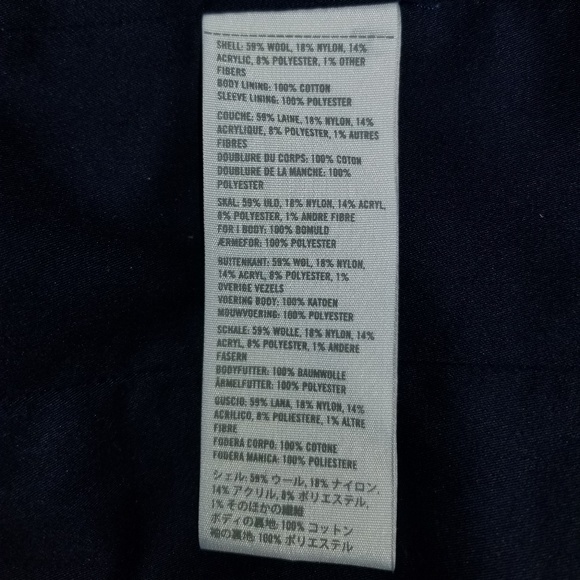 SHELL: 59% WOOL, 18% NYLON, 14%
ACRYLIC, 8% POLYESTER, 1% OTHER
FIBERS
BODY LINING: 100% COTTON
SLEEVE LINING: 100% POLYESTER
COUCHE: 59% LAINE, 18% NYLON, 14%
ACRYLIQUE, 8% POLYESTER, 1% AUTRES
FIBRES
DOUBLURE DU CORPS: 100% COTON
DOUBLURE DE LA MANCHE: 100%
POLYESTER
SKAL: 59% ULD, 18% NYLON, 14% ACRYL,
8% POLYESTER, 1% ANDRE FIBRE
FOR I BODY: 100% BOMULD
ÆRMEFOR: 100% POLYESTER
BUITENKANT: 59% WOL, 18% NYLON,
14% ACRYL, 8% POLYESTER, 1%
OVERIGE VEZELS
VOERING BODY: 100% KATOEN
MOUWVOERING: 100% POLYESTER
SCHALE: 59% WOLLE, 18% NYLON, 14%
ACRYL, 8% POLYESTER, 1% ANDERE
FASERN
BODYFUTTER: 100% BAUMWOLLE
ÄRMELFUTTER: 100% POLYESTER
GUSCIO: 59% LANA, 18% NYLON, 14%
ACRILICO, 8% POLIESTERE, 1% ALTRE
FIBRE
FODERA CORPO: 100% COTONE
FODERA MANICA: 100% POLIESTERE
シェル: 59% ウール, 18% ナイロン,
14% アクリル, 8% ポリエステル,
1% そのほかの繊維
ボディの裏地: 100% コットン
袖の裏地: 100% ポリエステル